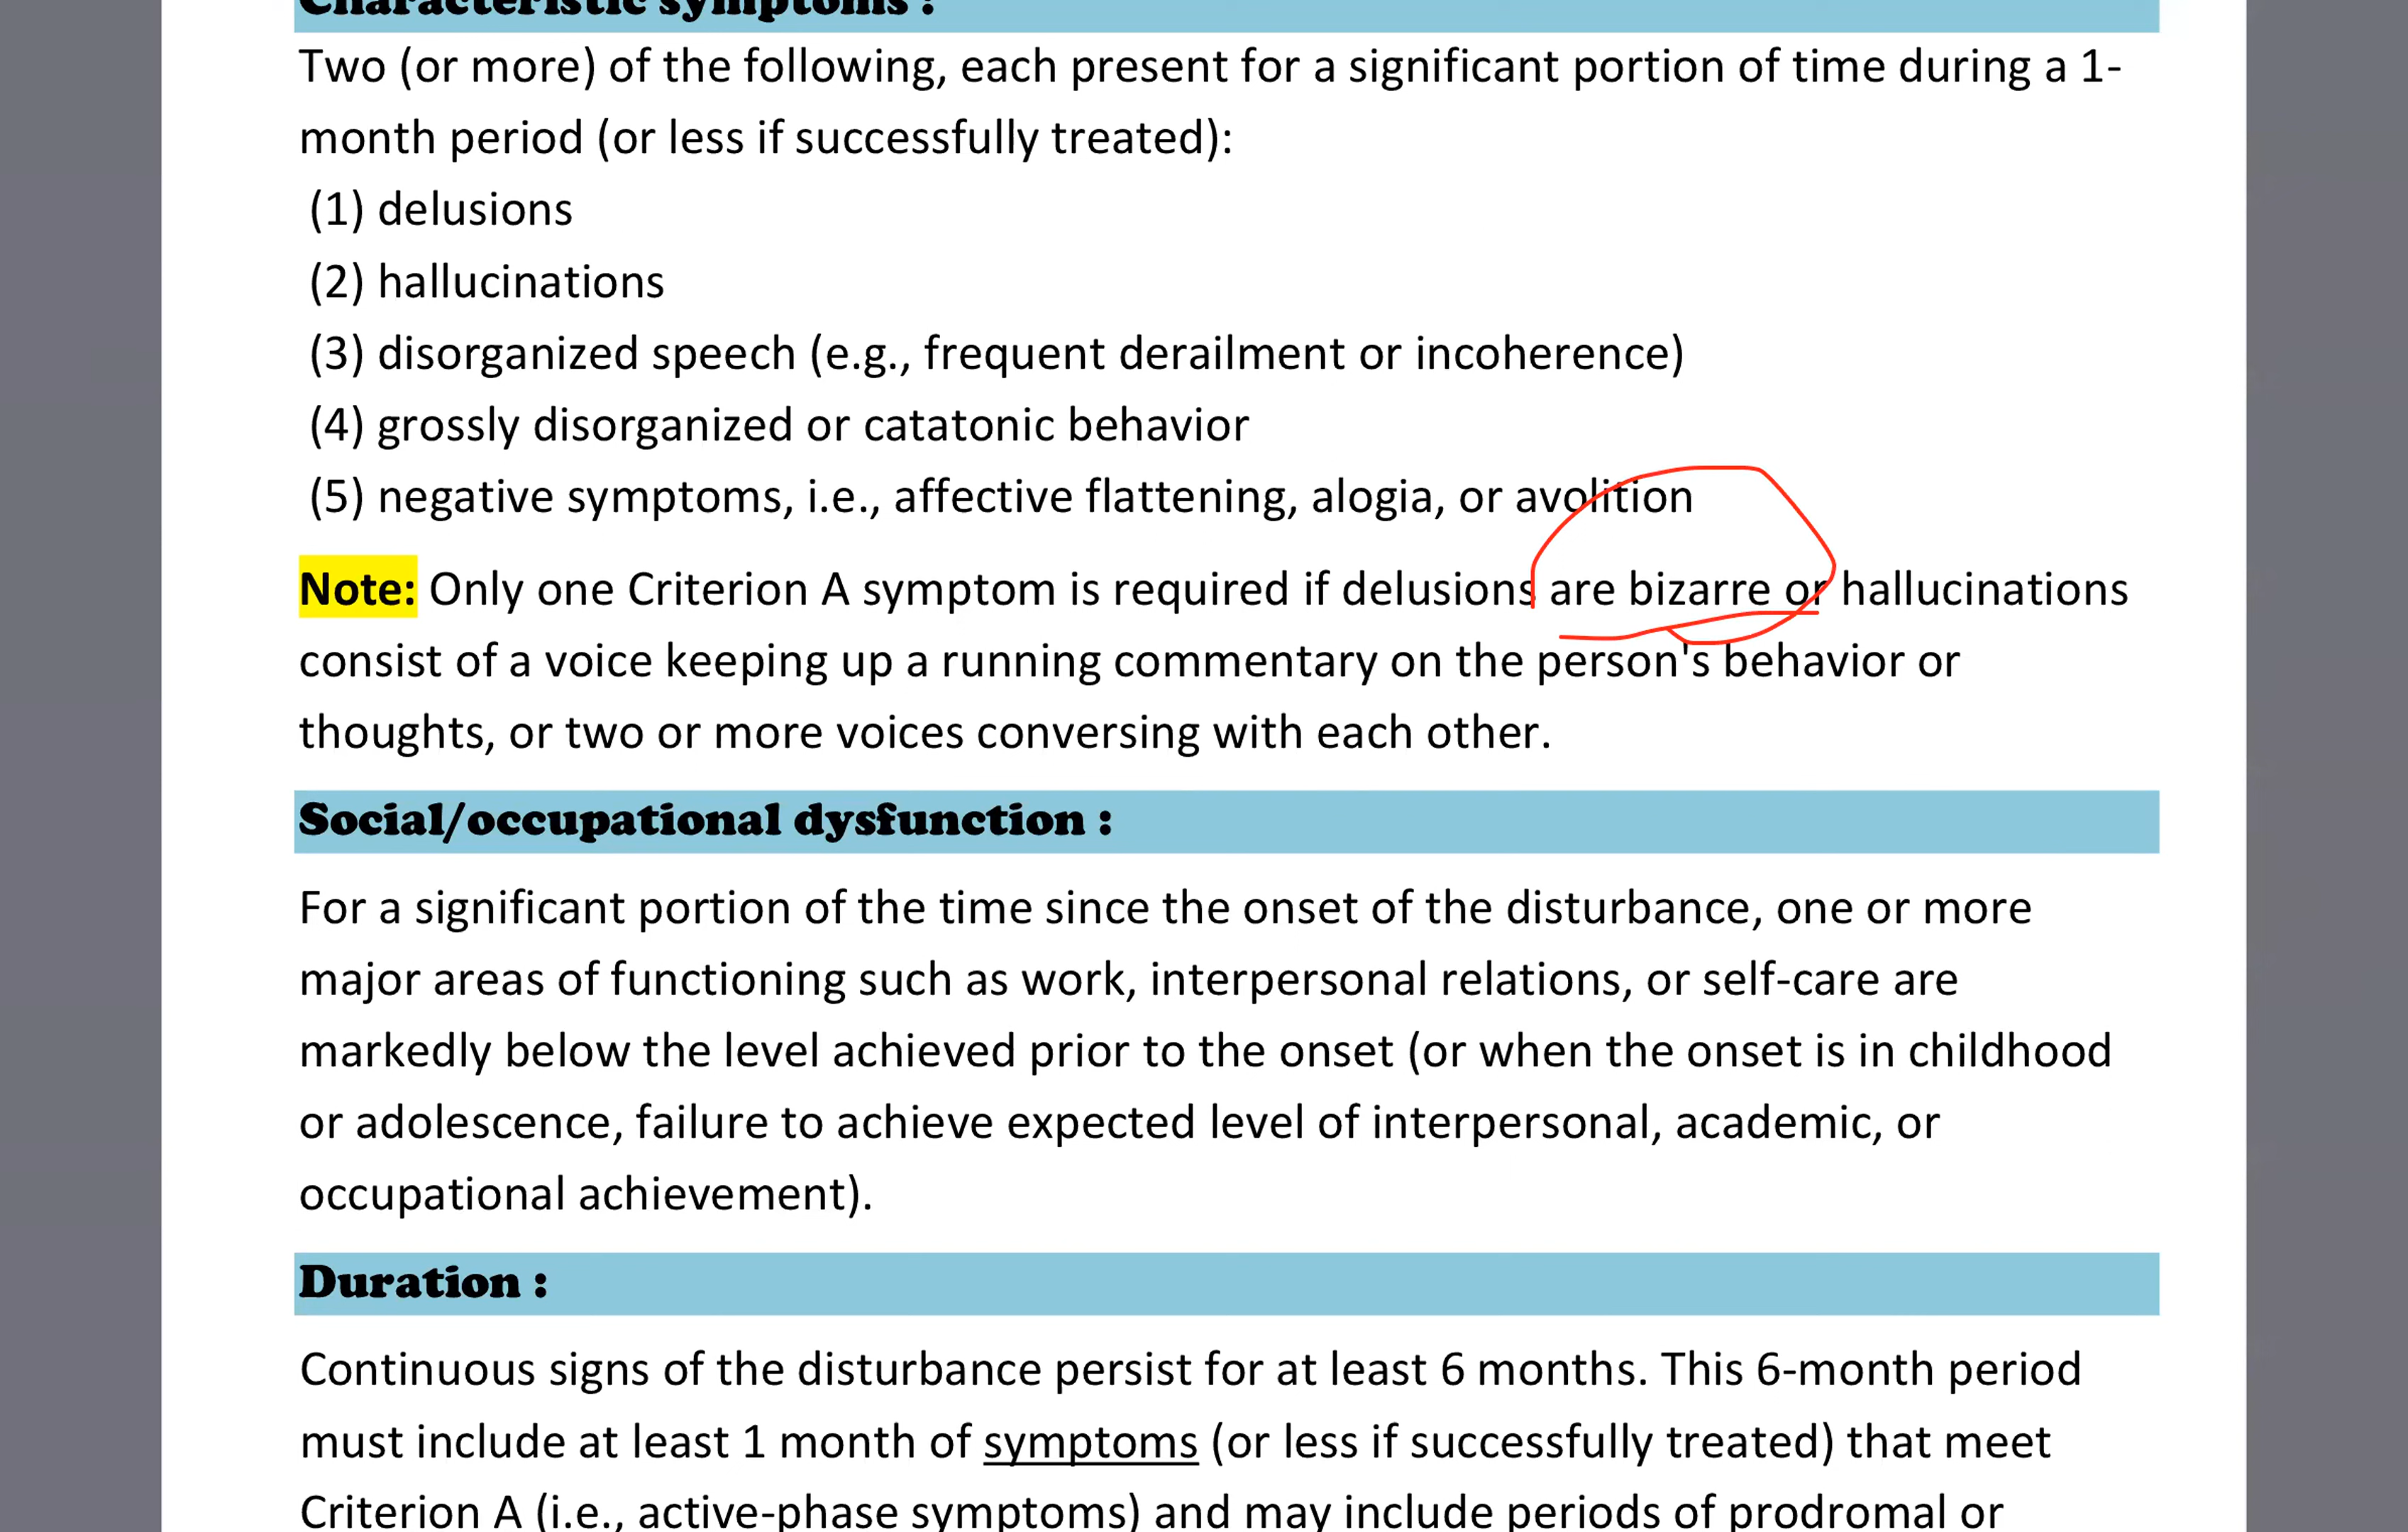 Characteristic symptoms :
Two (or more) of the following, each present for a significant portion of time during a 1-
month period (or less if successfully treated):
(1) delusions
(2) hallucinations
(3) disorganized speech (e.g., frequent derailment or incoherence)
(4) grossly disorganized or catatonic behavior
(5) negative symptoms, i.e., affective flattening, alogia, or avolition
Note: Only one Criterion A symptom is required if delusions are bizarre or hallucinations
consist of a voice keeping up a running commentary on the person's behavior or
thoughts, or two or more voices conversing with each other.
Social/occupational dysfunction :
For a significant portion of the time since the onset of the disturbance, one or more
major areas of functioning such as work, interpersonal relations, or self-care are
markedly below the level achieved prior to the onset (or when the onset is in childhood
or adolescence, failure to achieve expected level of interpersonal, academic, or
occupational achievement).
Duration :
Continuous signs of the disturbance persist for at least 6 months. This 6-month period
must include at least 1 month of symptoms (or less if successfully treated) that meet
Criterion A (i.e., active-phase symptoms) and may include periods of prodromal or